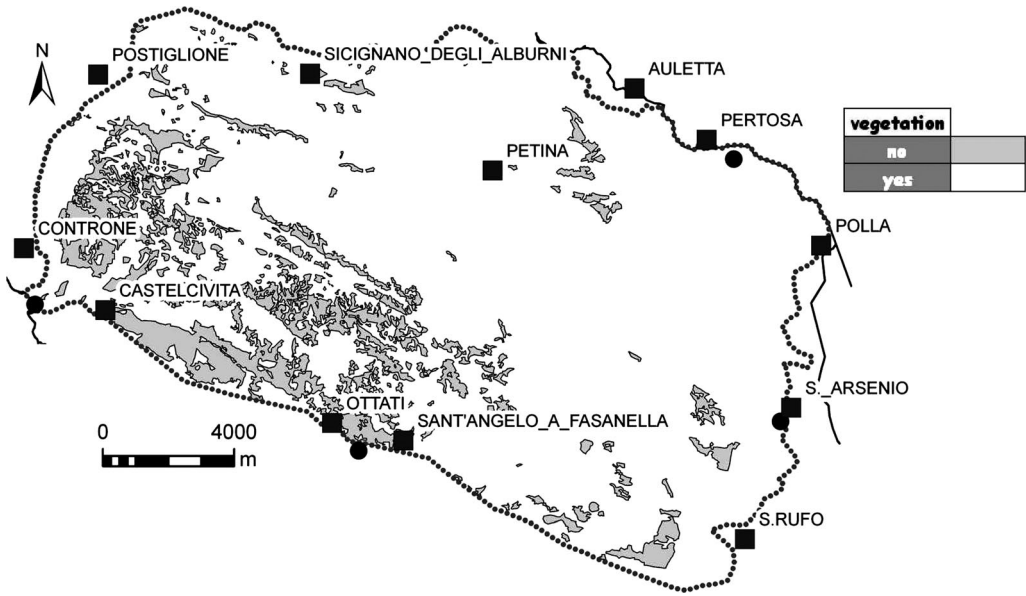 N
POSTIGLIONE
SICIGNANO_DEGLI_ALBURNI
AULETTA
PERTOSA
vegetation
no
yes
PETINA
POLLA
CONTRONE
CASTELCIVITA
S._ARSENIO
OTTATI
SANT'ANGELO_A_FASANELLA
0 4000
m
S.RUFO